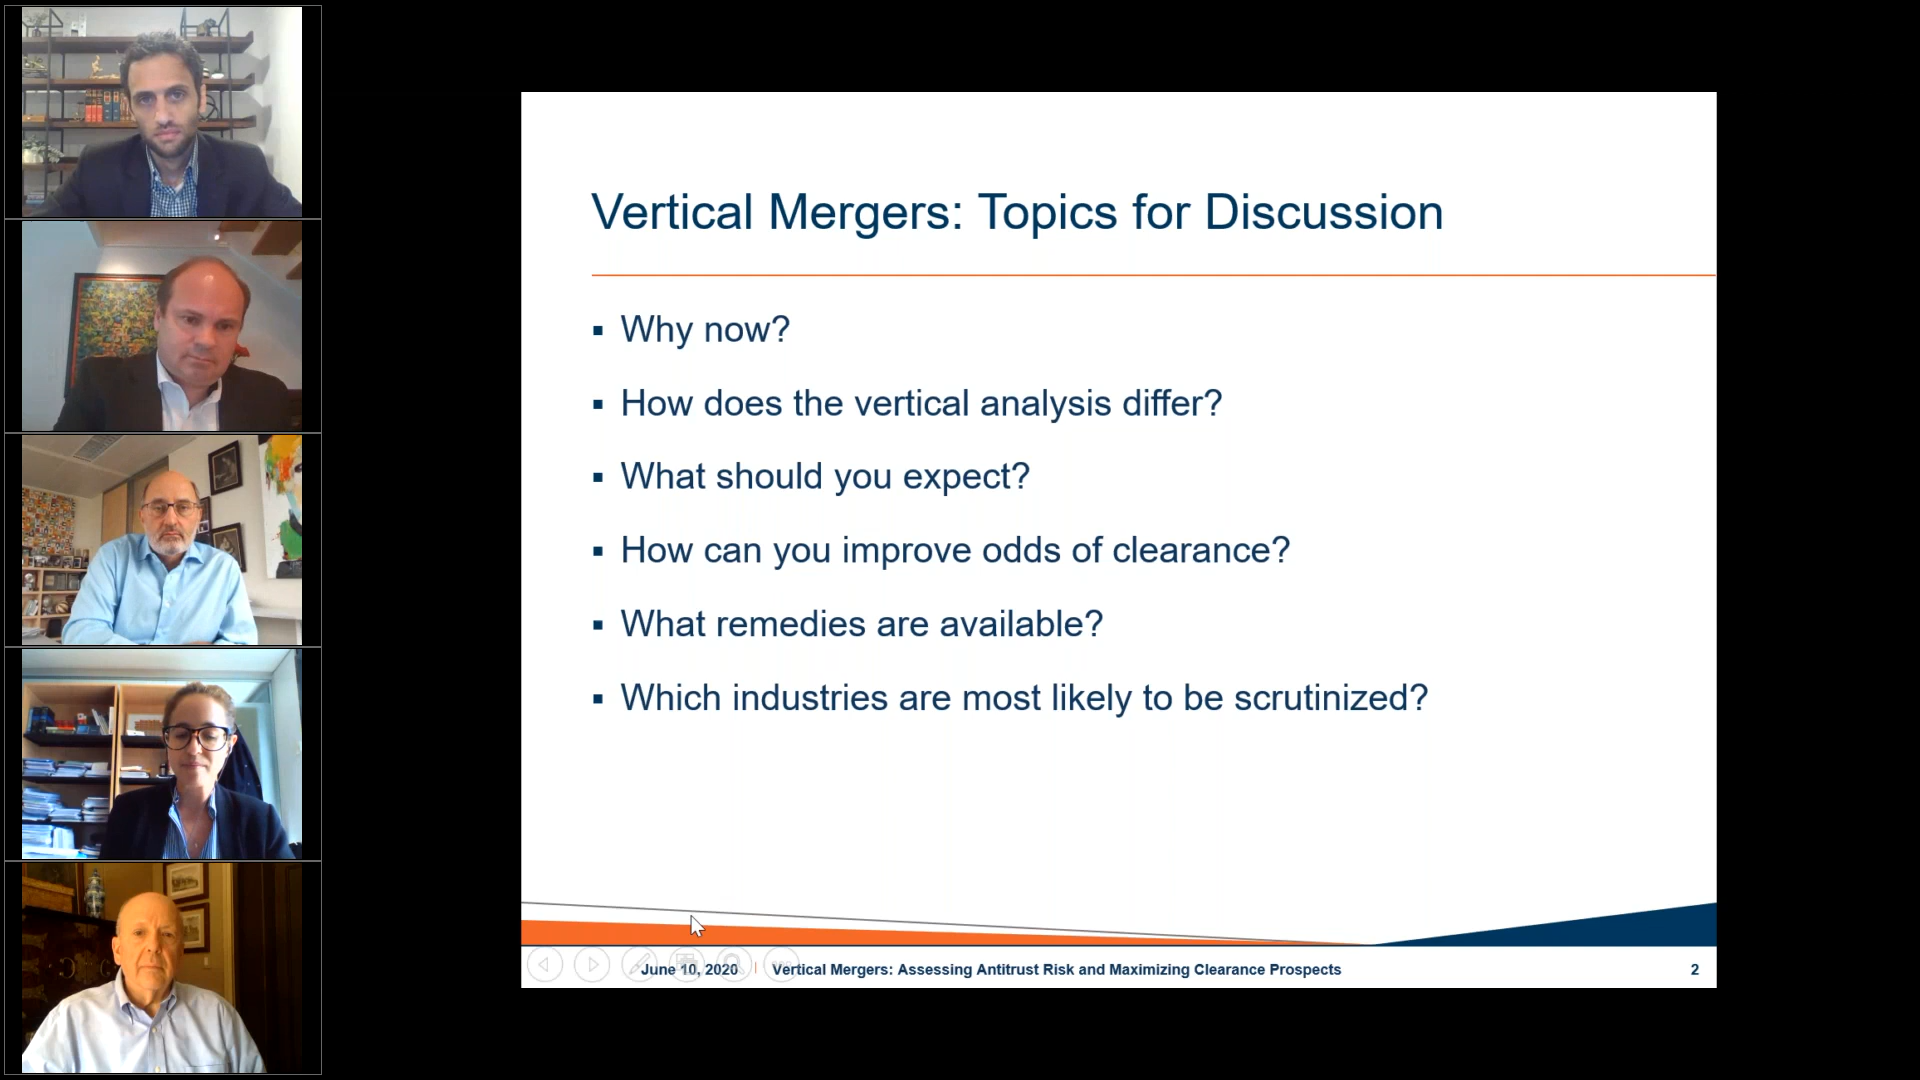 Vertical Mergers: Topics for Discussion
▪ Why now?
▪ How does the vertical analysis differ?
▪ What should you expect?
▪ How can you improve odds of clearance?
▪ What remedies are available?
▪ Which industries are most likely to be scrutinized?
June 10, 2020 | Vertical Mergers: Assessing Antitrust Risk and Maximizing Clearance Prospects 2